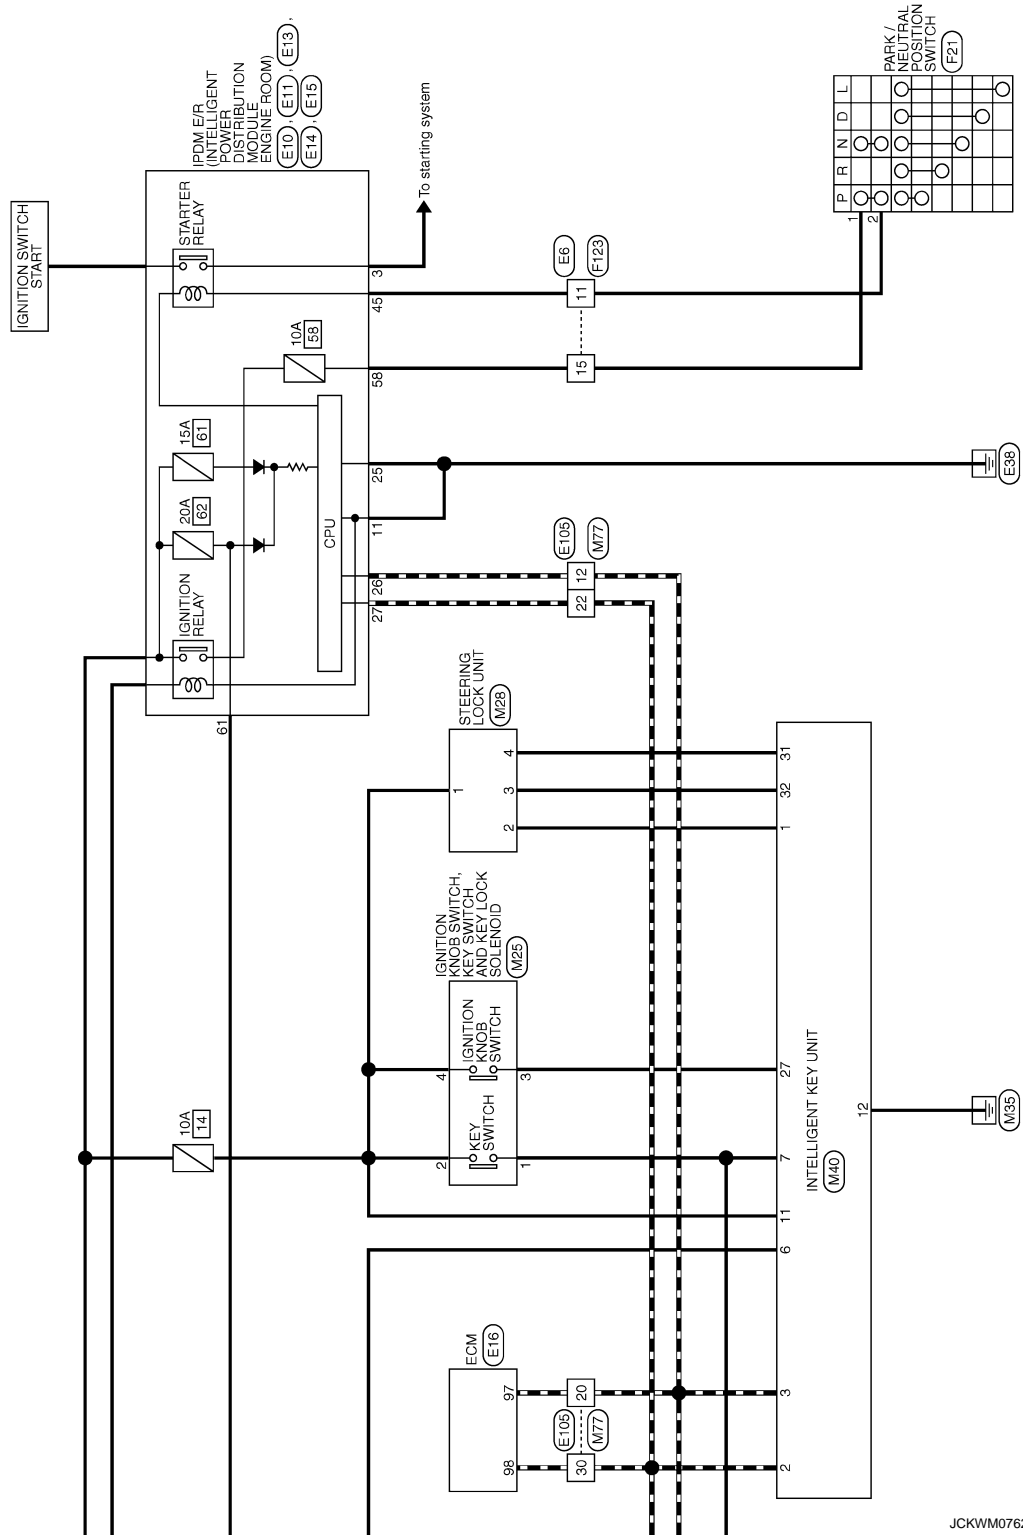 IGNITION SWITCH
START
IPDM E/R
(INTELLIGENT
POWER
DISTRIBUTION
MODULE
ENGINE ROOM)
E10 , E11 , E13 ,
E14 , E15
STARTER
RELAY
To starting system
3
45
10A
58
58
15A
61
20A
62
IGNITION
RELAY
CPU
25
11
26
27
61
E6
F123
11
15
PARK /
NEUTRAL
POSITION
SWITCH
F21
P R N D L
1
2
E38
E105
M77
12
22
STEERING
LOCK UNIT
M28
1
4
3
2
31
32
1
IGNITION
KNOB SWITCH,
KEY SWITCH
AND KEY LOCK
SOLENOID
M25
IGNITION
KNOB
SWITCH
KEY
SWITCH
4
3
2
1
10A
14
27
7
11
6
INTELLIGENT KEY UNIT
M40
12
M35
ECM
E16
97
98
20
30
E105
M77
3
2
JCKWM0762